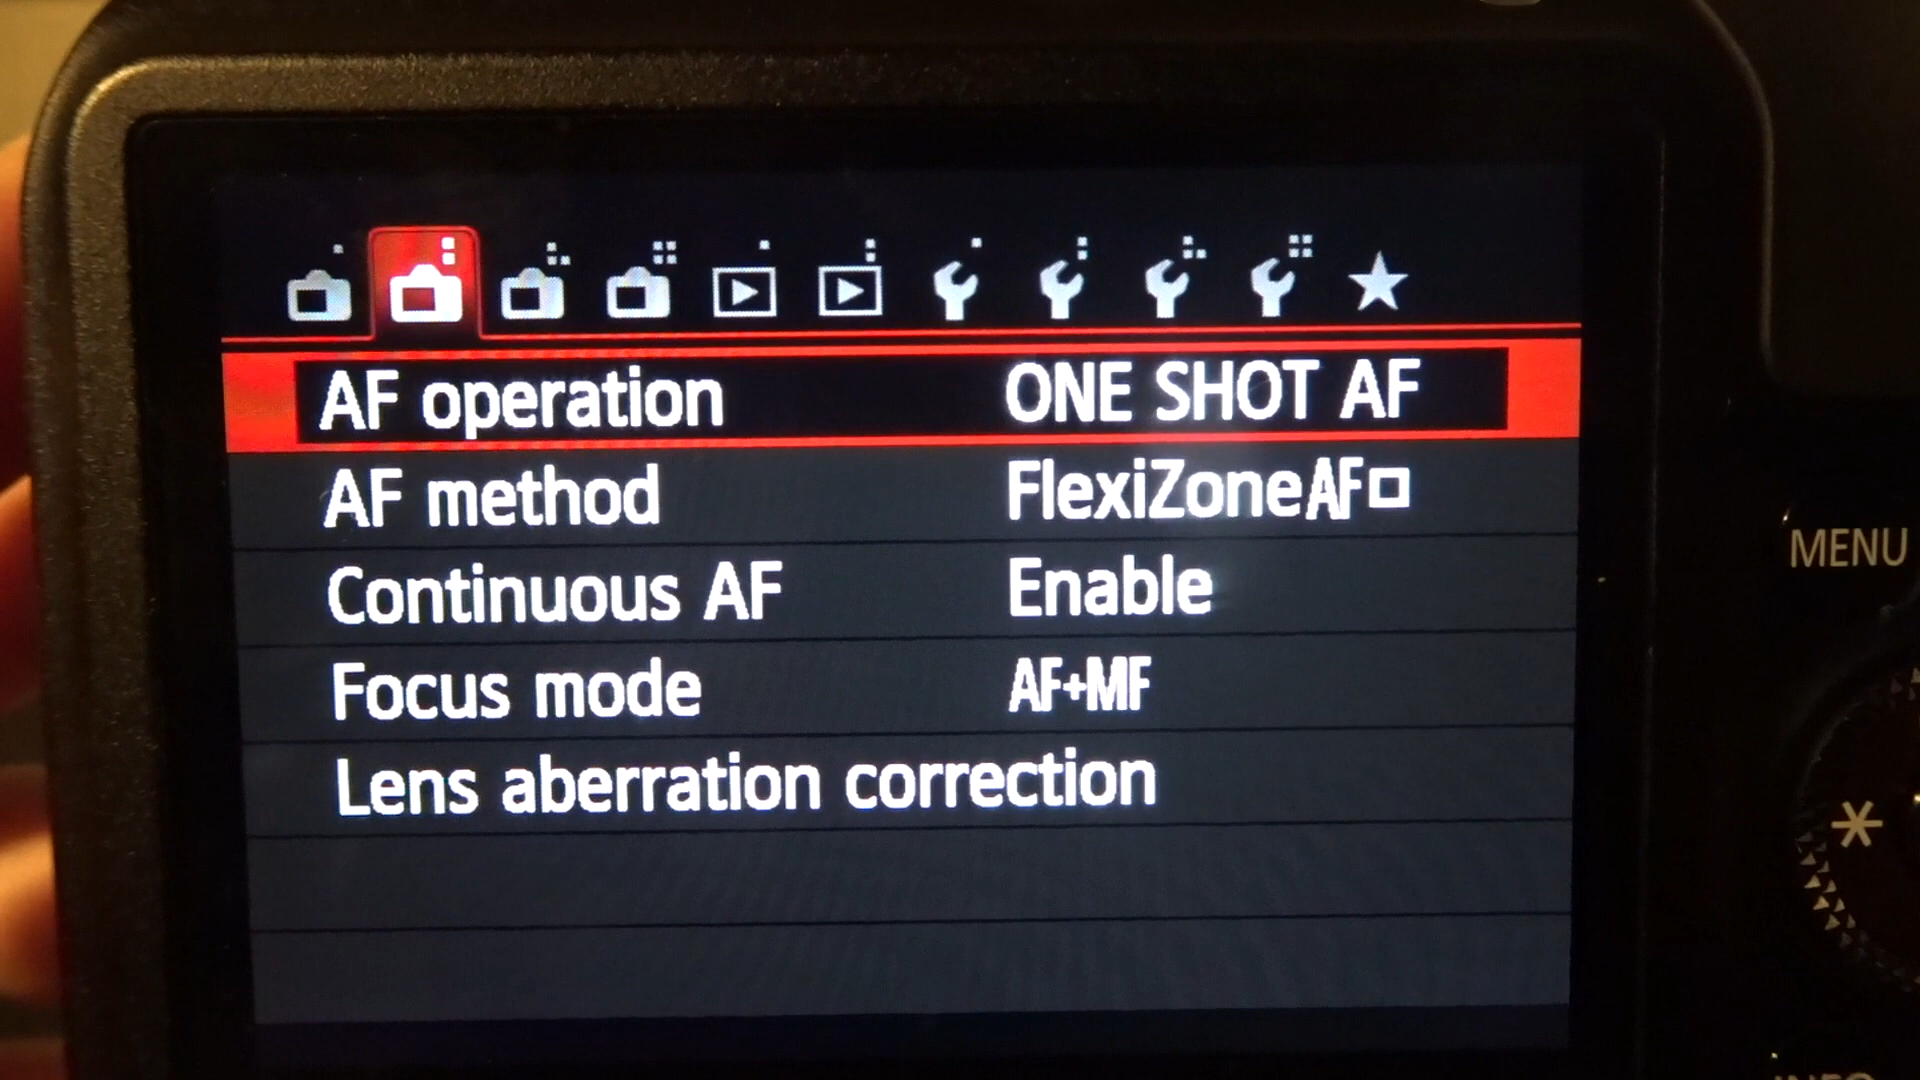 AF operation ONE SHOT AF
AF method FlexiZoneAF
Continuous AF Enable
Focus mode AF+MF
Lens aberration correction
MENU
INFO